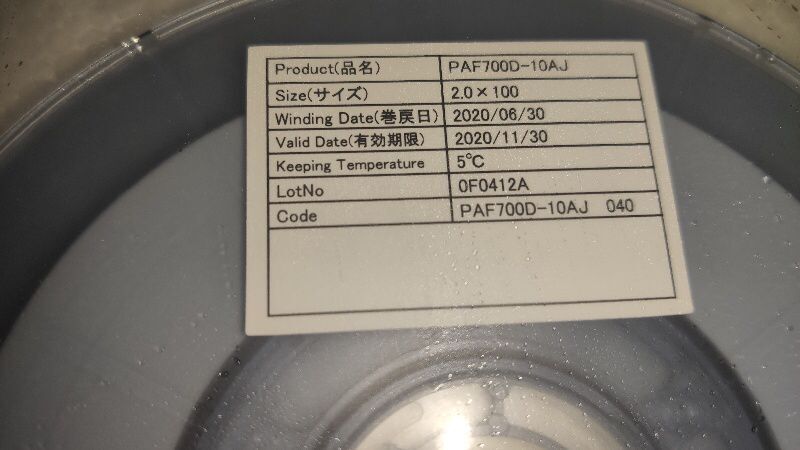 Product(品名) PAF700D-10AJ
Size(サイズ) 2.0×100
Winding Date(巻戻日) 2020/06/30
Valid Date(有効期限) 2020/11/30
Keeping Temperature 5℃
LotNo 0F0412A
Code PAF700D-10AJ 040